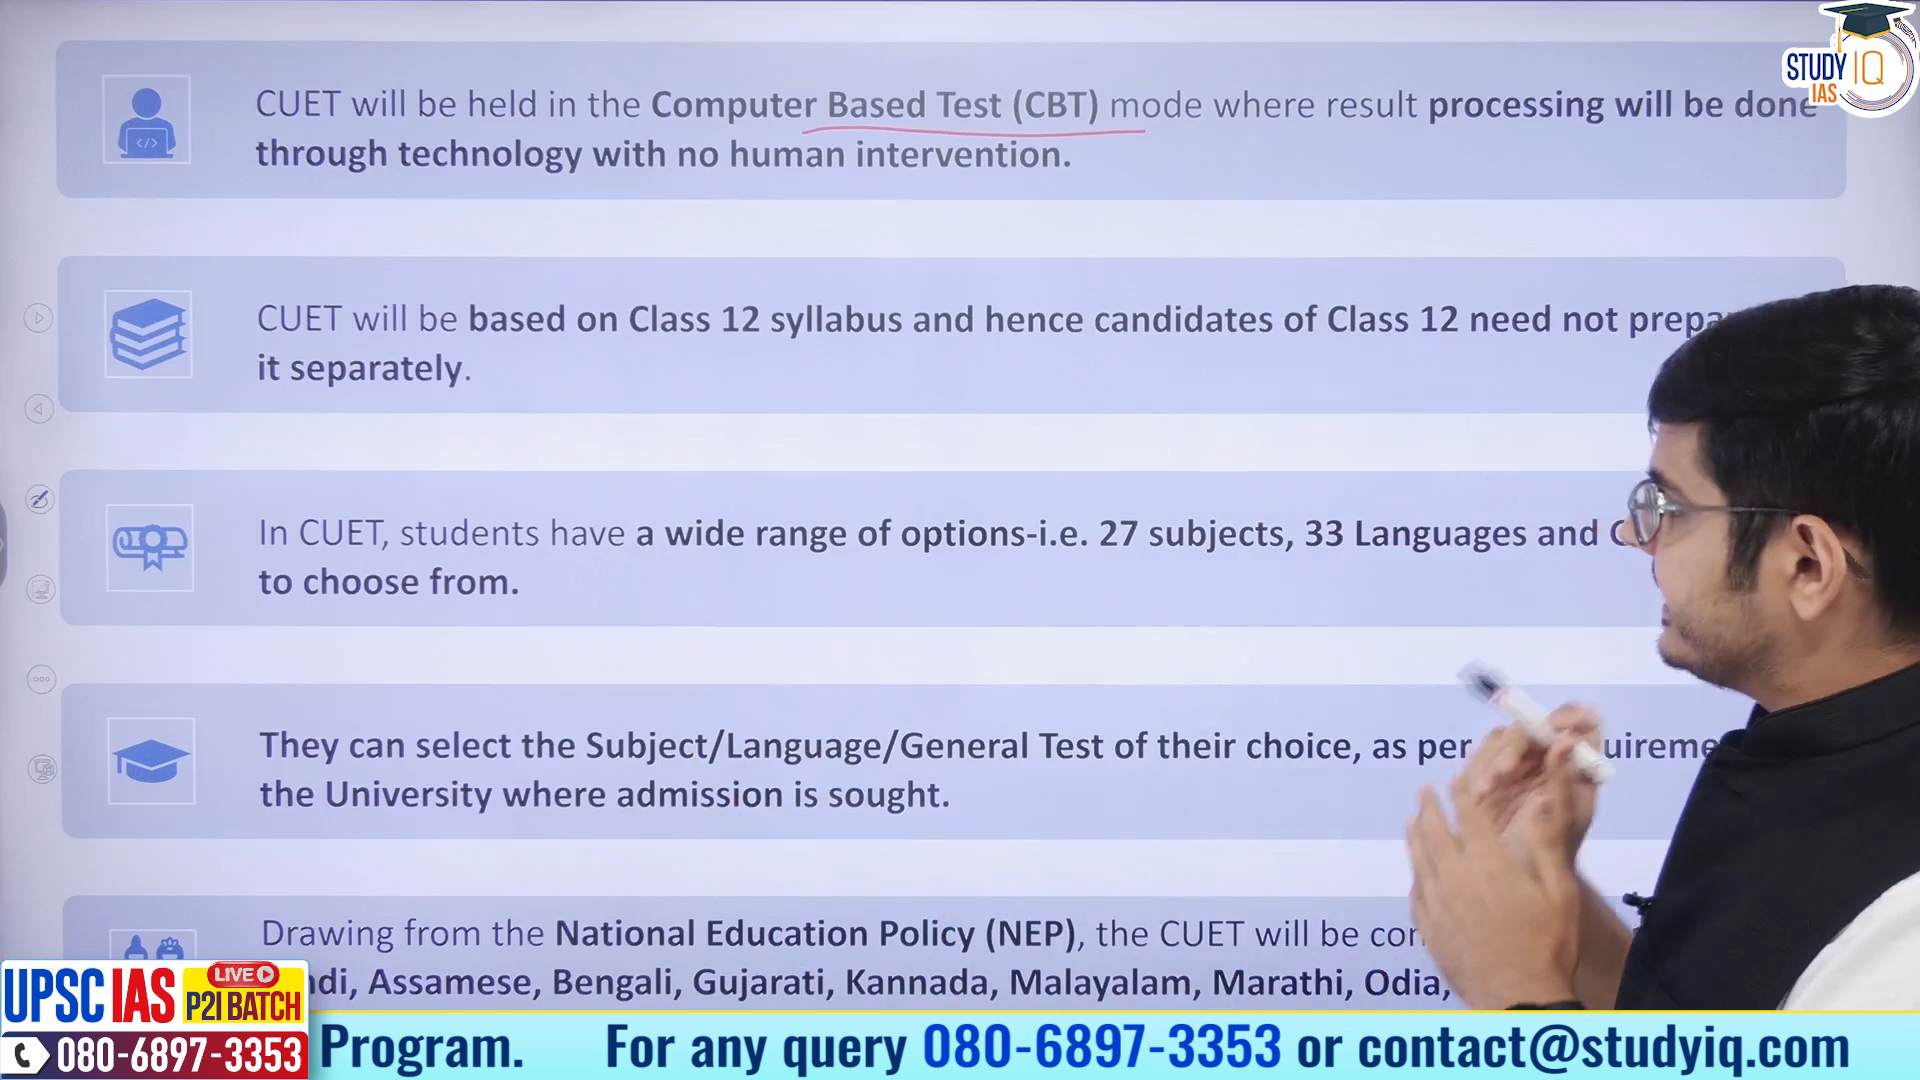 STUDY IQ
IAS
CUET will be held in the Computer Based Test (CBT) mode where result processing will be done
through technology with no human intervention.
CUET will be based on Class 12 syllabus and hence candidates of Class 12 need not
it separately.
In CUET, students have a wide range of options-i.e. 27 subjects, 33 Languages and
to choose from.
They can select the Subject/Language/General Test of their choice, as per
the University where admission is sought.
Drawing from the National Education Policy (NEP), the CUET will be
Assamese, Bengali, Gujarati, Kannada, Malayalam, Marathi, Odia,
UPSC IAS LIVE P2I BATCH
080-6897-3353
Program. For any query 080-6897-3353 or contact@studyiq.com